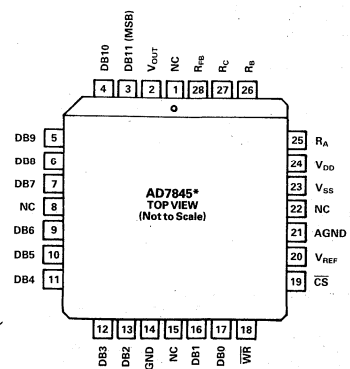 DB10 DB11 (MSB) VOUT NC RFB RC RB
4 3 2 1 28 27 26
DB9 5
DB8 6
DB7 7
NC 8
DB6 9
DB5 10
DB4 11
AD7845*
TOP VIEW
(Not to Scale)
25 RA
24 VDD
23 VSS
22 NC
21 AGND
20 VREF
19 CS
12 13 14 15 16 17 18
DB3 DB2 GND NC DB1 DB0 WR